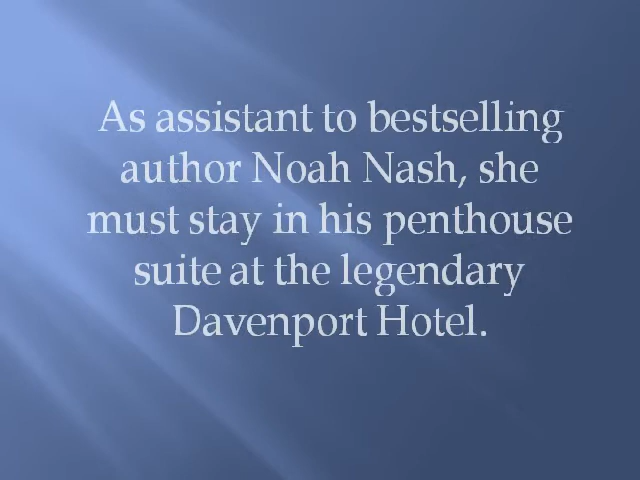 As assistant to bestselling
author Noah Nash, she
must stay in his penthouse
suite at the legendary
Davenport Hotel.